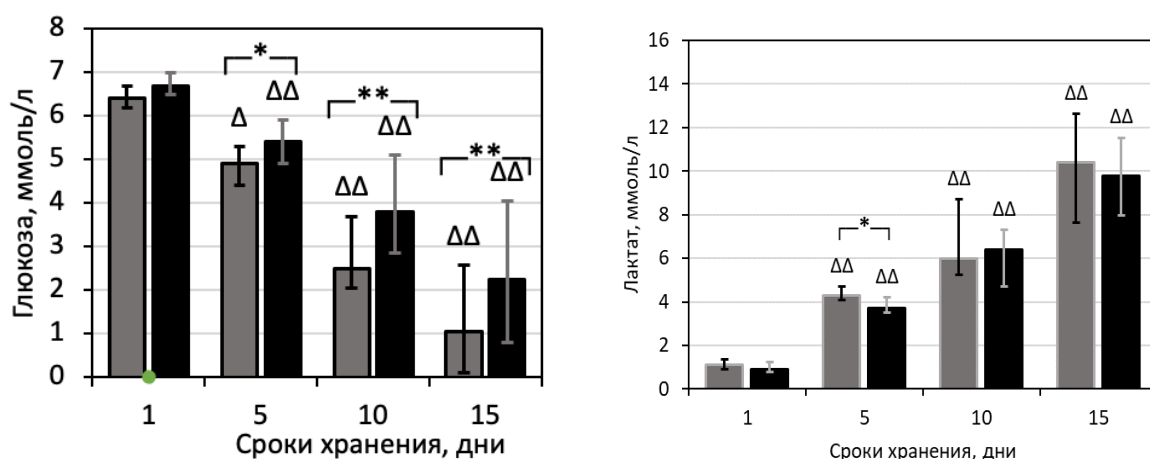 Глюкоза, ммоль/л
8
7
6
5
4
3
2
1
0
*
Δ
ΔΔ
**
ΔΔ
ΔΔ
**
ΔΔ
ΔΔ
1 5 10 15
Сроки хранения, дни
Лактат, ммоль/л
16
14
12
10
8
6
4
2
0
*
ΔΔ
ΔΔ
ΔΔ
ΔΔ
ΔΔ
ΔΔ
1 5 10 15
Сроки хранения, дни